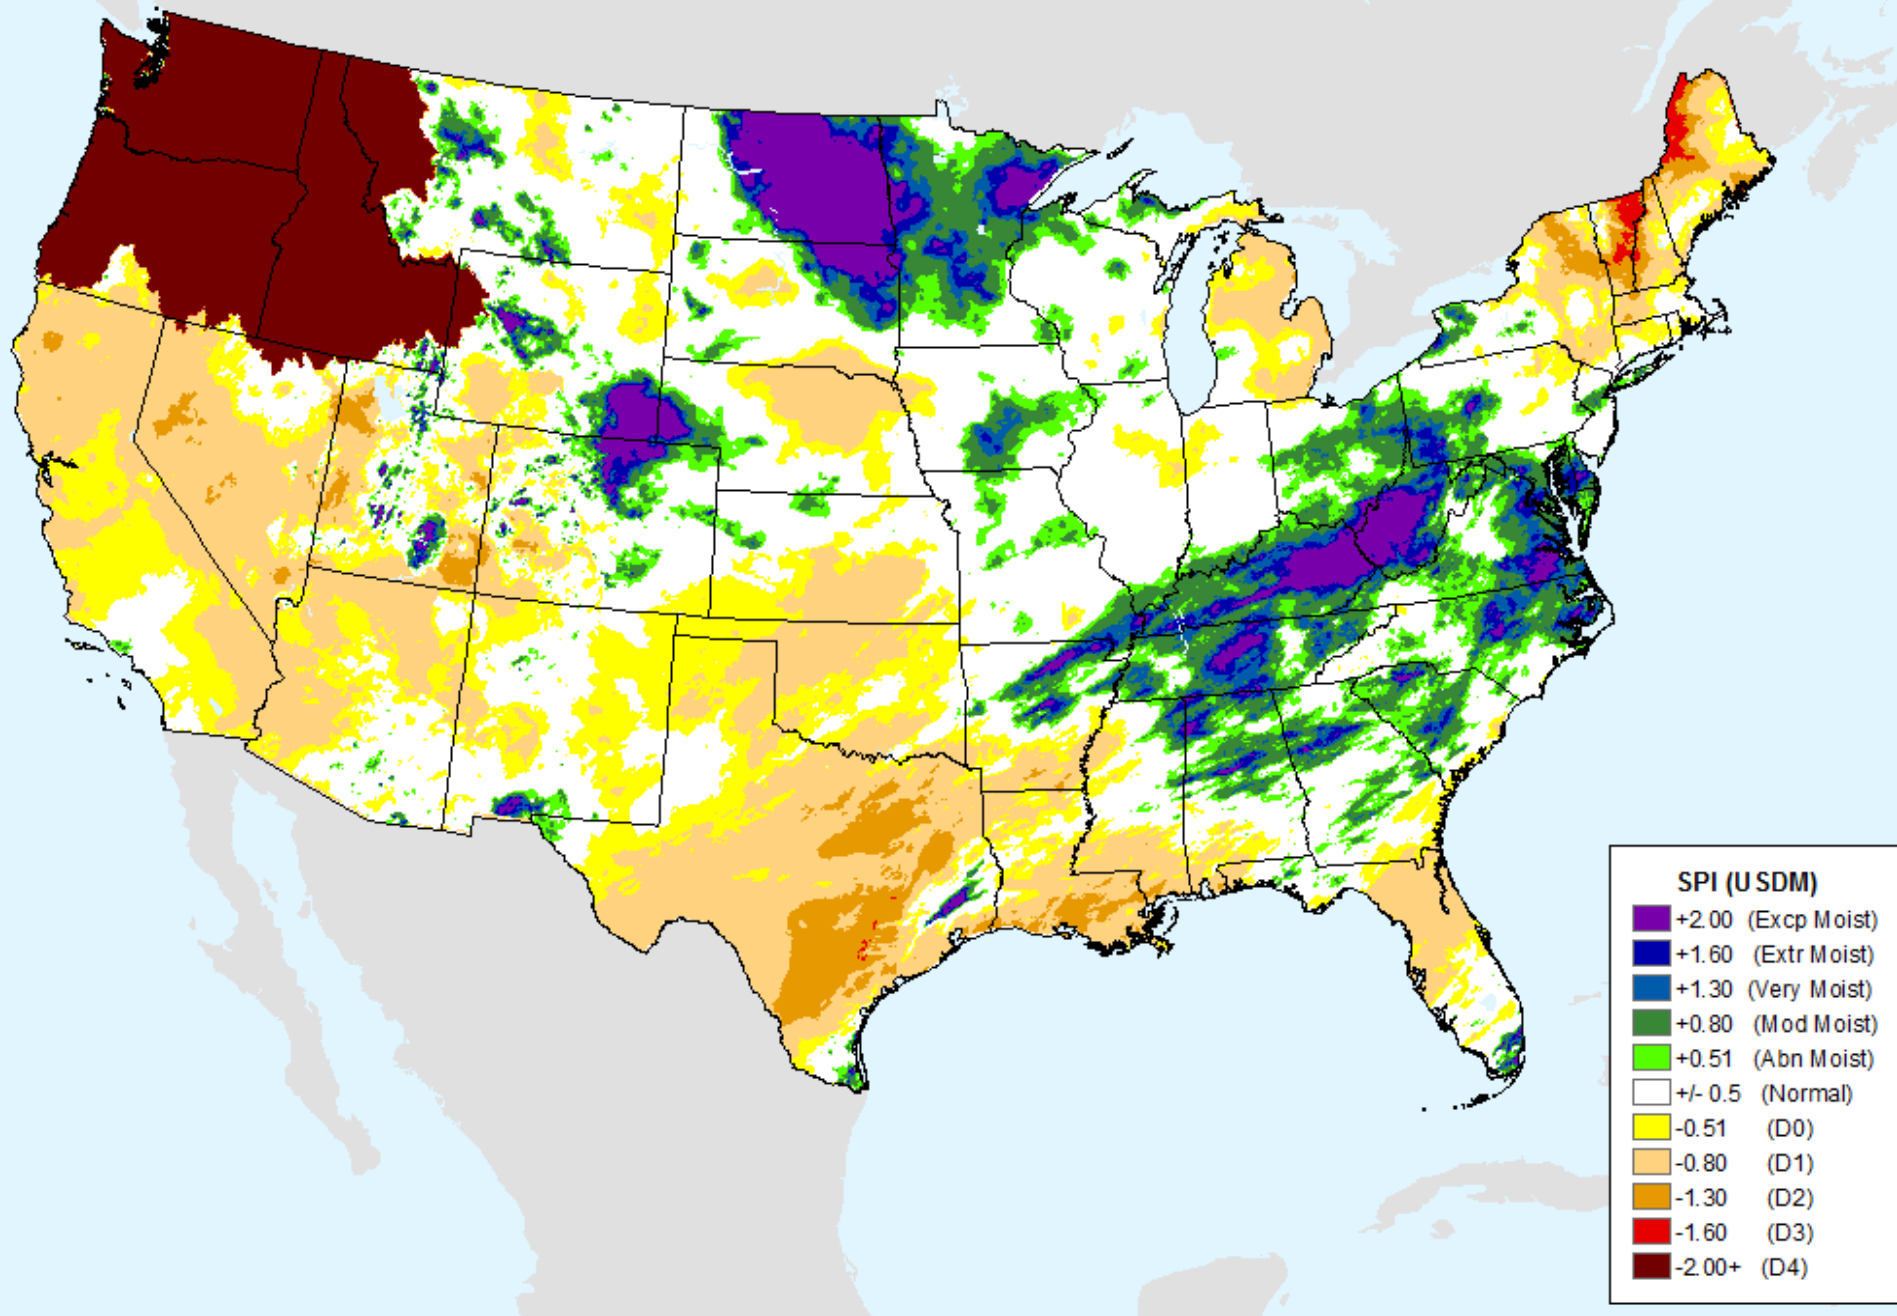 SPI (USDM)
+2.00 (Excp Moist)
+1.60 (Extr Moist)
+1.30 (Very Moist)
+0.80 (Mod Moist)
+0.51 (Abn Moist)
+/- 0.5 (Normal)
-0.51 (D0)
-0.80 (D1)
-1.30 (D2)
-1.60 (D3)
-2.00+ (D4)